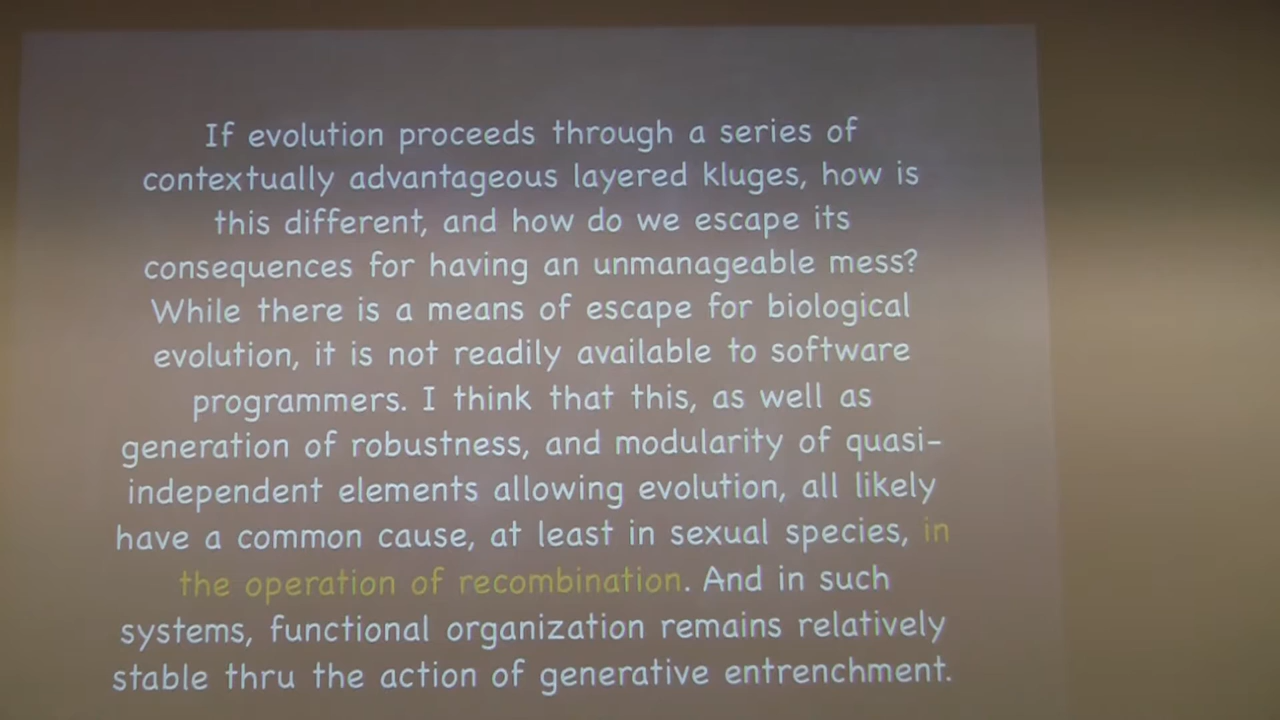 If evolution proceeds through a series of
contextually advantageous layered kluges, how is
this different, and how do we escape its
consequences for having an unmanageable mess?
While there is a means of escape for biological
evolution, it is not readily available to software
programmers. I think that this, as well as
generation of robustness, and modularity of quasi-
independent elements allowing evolution, all likely
have a common cause, at least in sexual species, in
the operation of recombination. And in such
systems, functional organization remains relatively
stable thru the action of generative entrenchment.